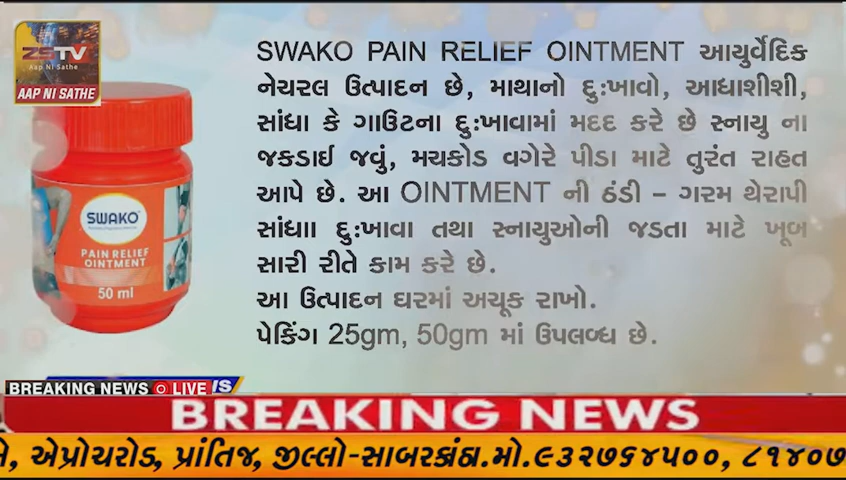 ZSTV
Aap Ni Sathe
AAP NI SATHE
SWAKO PAIN RELIEF OINTMENT આયુર્વેદિક
નેચરલ ઉત્પાદન છે, માથાનો દુઃખાવો, આધાશીશી,
સાંધા કે ગાઉટના દુઃખાવામાં મદદ કરે છે સ્નાયુ ના
જકડાઈ જવું, મચકોડ વગેરે પીડા માટે તુરંત રાહત
આપે છે. આ OINTMENT ની ઠંડી – ગરમ થેરાપી
સાંધાા દુઃખાવા તથા સ્નાયુઓની જડતા માટે ખૂબ
સારી રીતે કામ કરે છે.
આ ઉત્પાદન ઘરમાં અચૂક રાખો.
પેકિંગ 25gm, 50gm માં ઉપલબ્ધ છે.
SWAKO
PAIN RELIEF
OINTMENT
50 ml
BREAKING NEWS LIVE
BREAKING NEWS
એપ્રોચરોડ, પ્રાંતિજ, જીલ્લો-સાબરકાંઠા.મો.૯૩૨૭૬૪૫૦૦, ૮૧૪૦૭